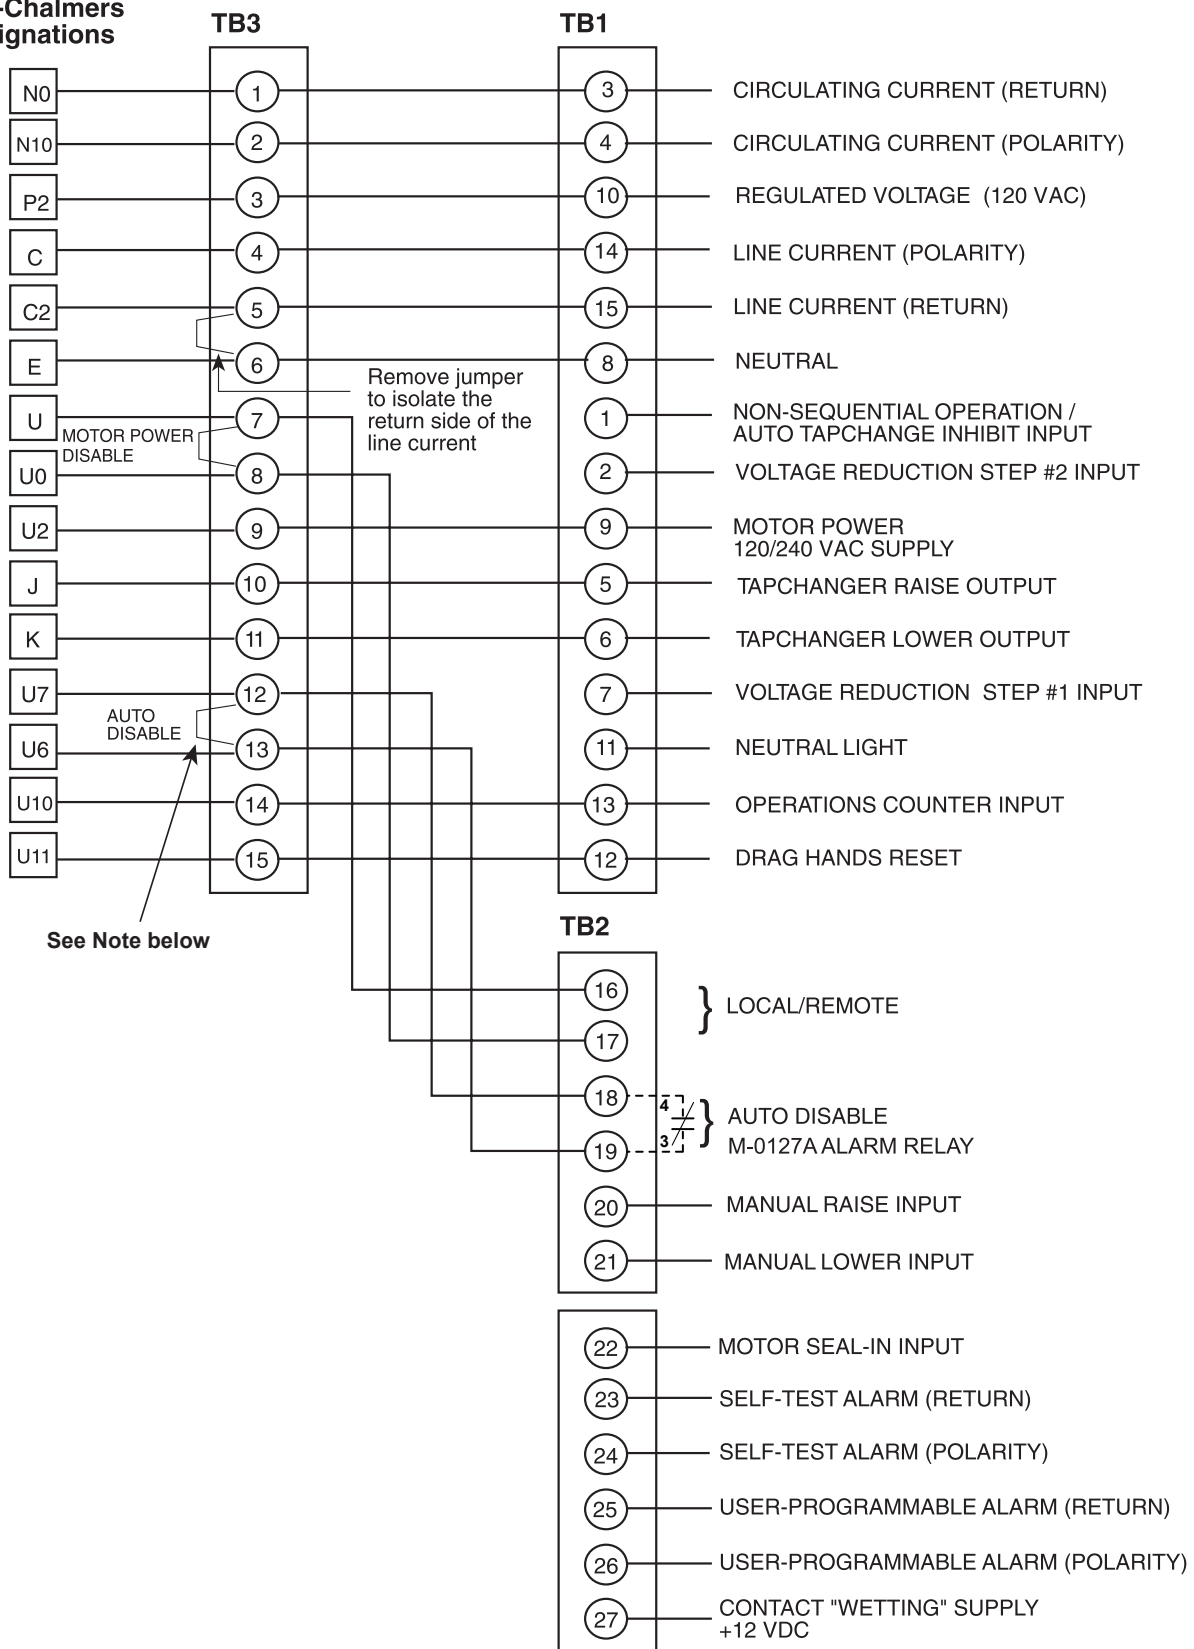 -Chalmers
ignations
TB3
TB1
N0
1
3
CIRCULATING CURRENT (RETURN)
N10
2
4
CIRCULATING CURRENT (POLARITY)
P2
3
10
REGULATED VOLTAGE (120 VAC)
C
4
14
LINE CURRENT (POLARITY)
C2
5
15
LINE CURRENT (RETURN)
E
6
8
NEUTRAL
Remove jumper
to isolate the
return side of the
line current
U
7
1
NON-SEQUENTIAL OPERATION /
AUTO TAPCHANGE INHIBIT INPUT
MOTOR POWER
DISABLE
U0
8
2
VOLTAGE REDUCTION STEP #2 INPUT
U2
9
9
MOTOR POWER
120/240 VAC SUPPLY
J
10
5
TAPCHANGER RAISE OUTPUT
K
11
6
TAPCHANGER LOWER OUTPUT
U7
12
7
VOLTAGE REDUCTION STEP #1 INPUT
AUTO
DISABLE
U6
13
11
NEUTRAL LIGHT
U10
14
13
OPERATIONS COUNTER INPUT
U11
15
12
DRAG HANDS RESET
See Note below
TB2
16
LOCAL/REMOTE
17
18
4
AUTO DISABLE
M-0127A ALARM RELAY
3
19
20
MANUAL RAISE INPUT
21
MANUAL LOWER INPUT
22
MOTOR SEAL-IN INPUT
23
SELF-TEST ALARM (RETURN)
24
SELF-TEST ALARM (POLARITY)
25
USER-PROGRAMMABLE ALARM (RETURN)
26
USER-PROGRAMMABLE ALARM (POLARITY)
27
CONTACT "WETTING" SUPPLY
+12 VDC